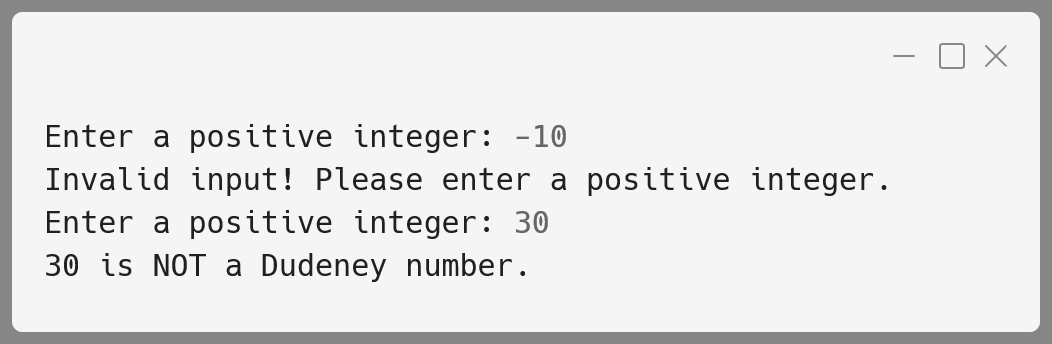 Enter a positive integer: -10
Invalid input! Please enter a positive integer.
Enter a positive integer: 30
30 is NOT a Dudeney number.